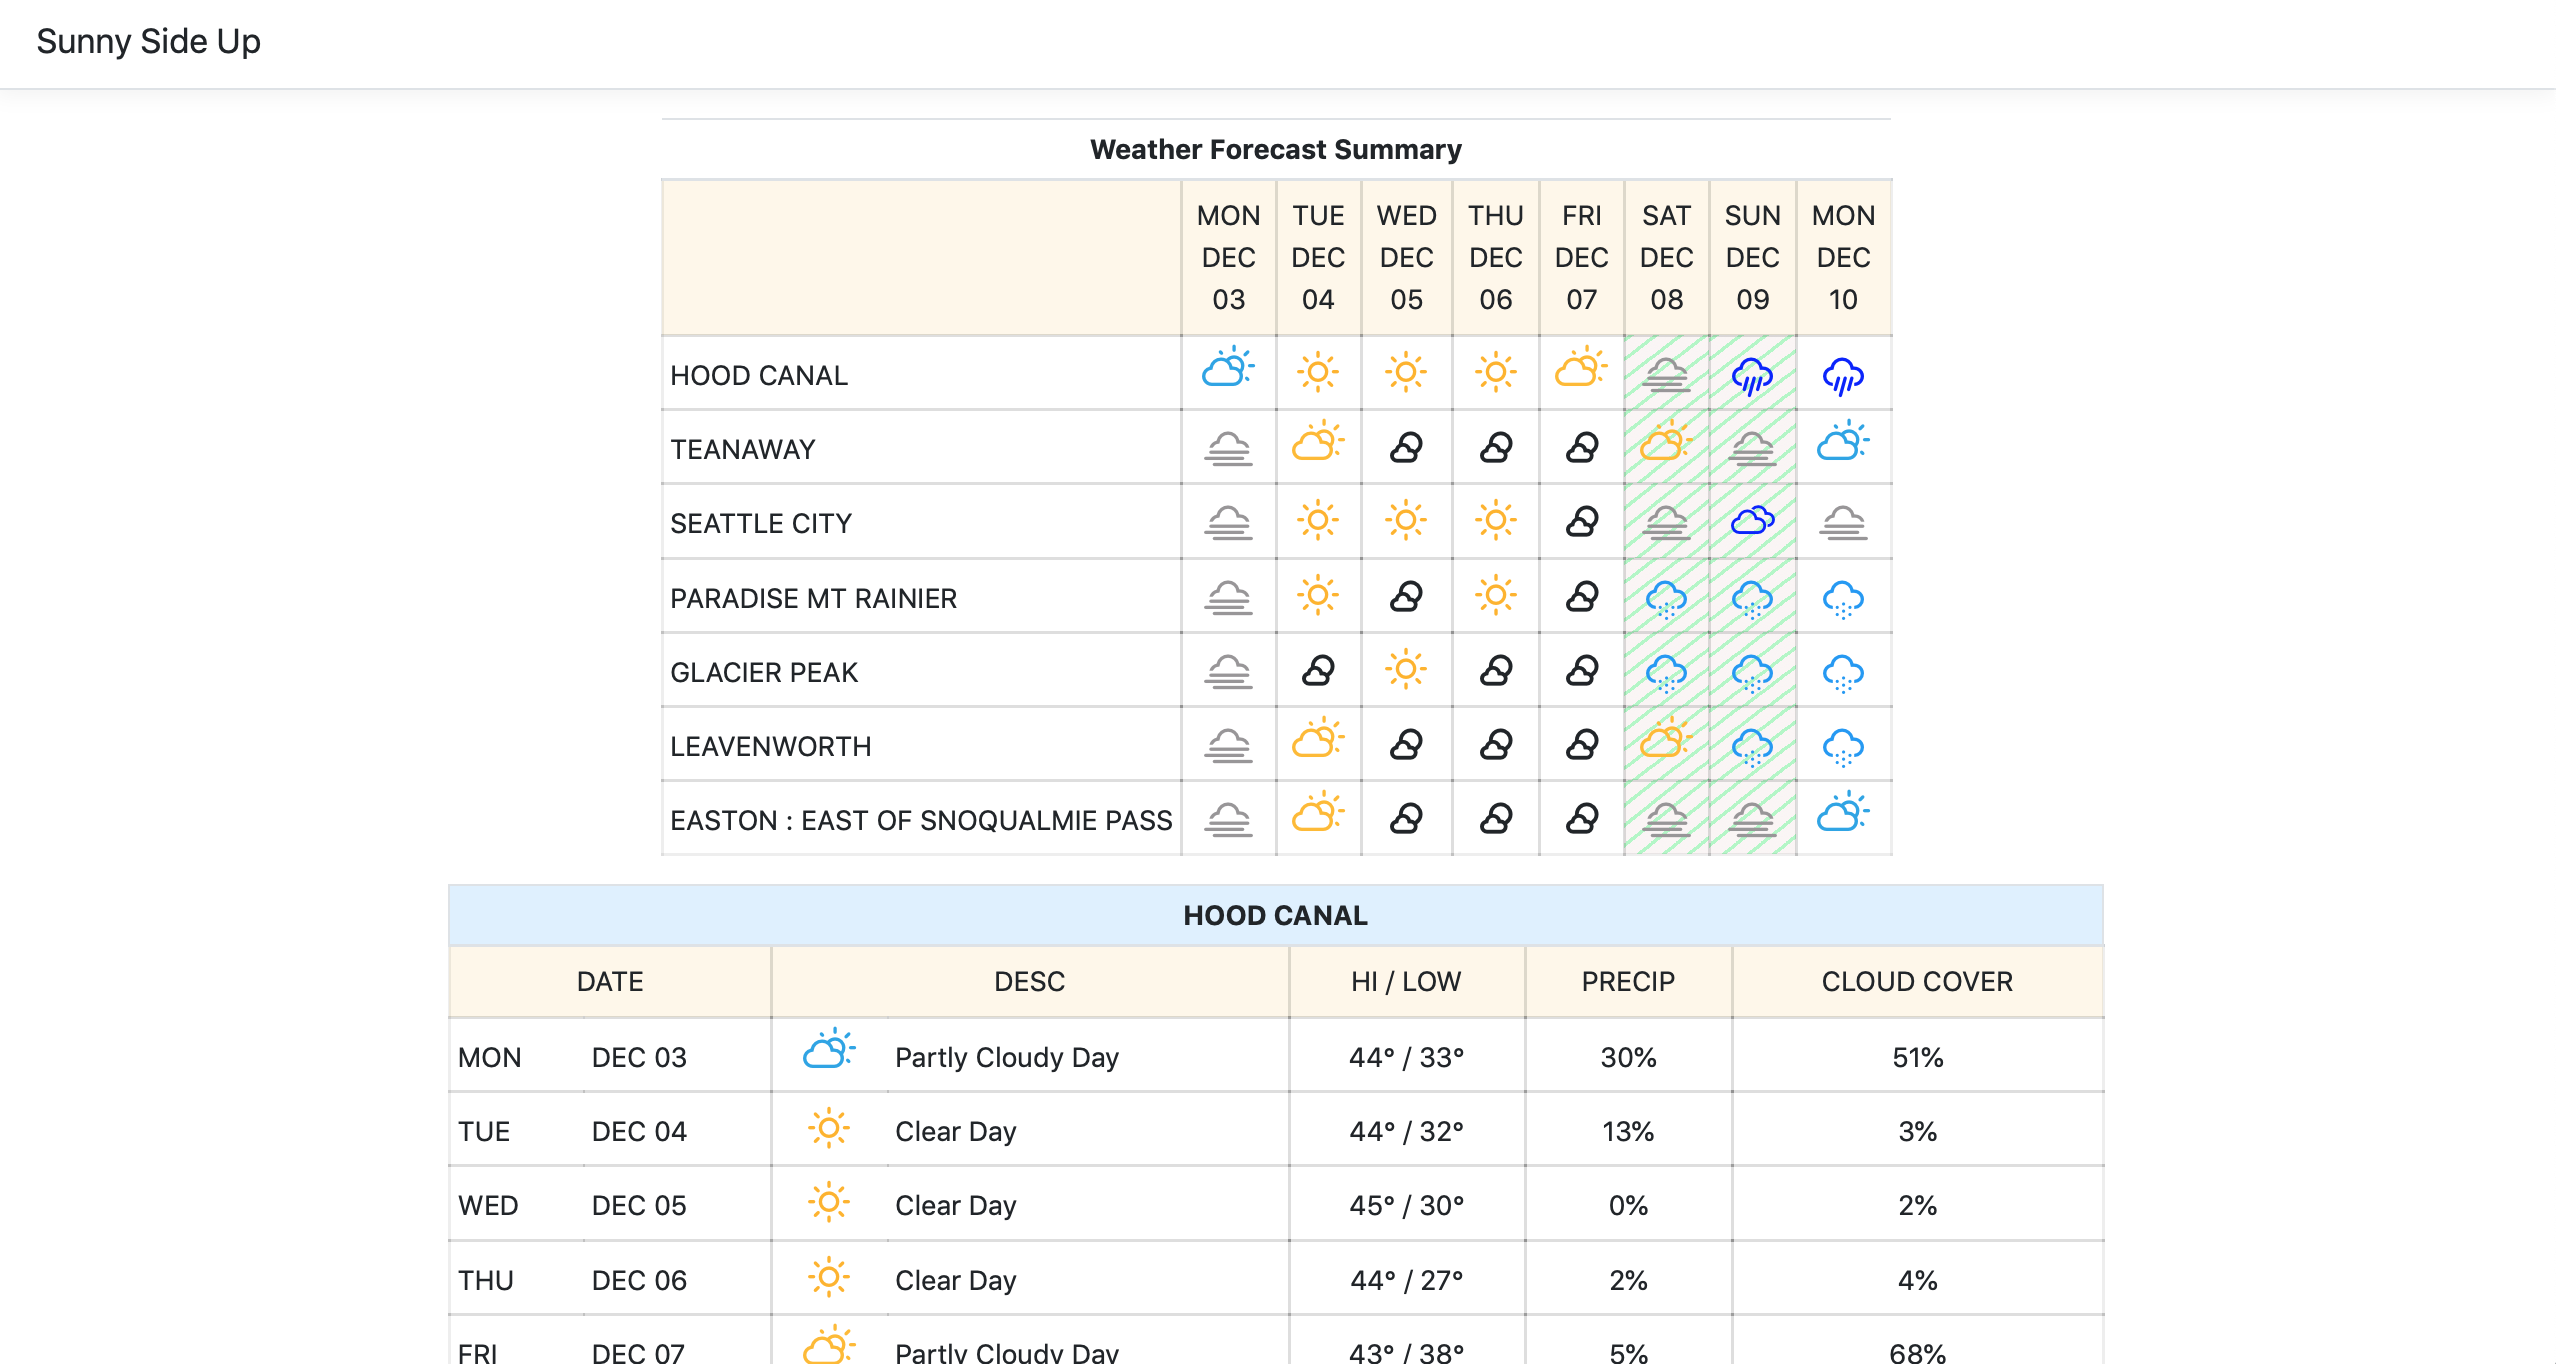 Sunny Side Up
Weather Forecast Summary
MON DEC 03 TUE DEC 04 WED DEC 05 THU DEC 06 FRI DEC 07 SAT DEC 08 SUN DEC 09 MON DEC 10
HOOD CANAL
TEANAWAY
SEATTLE CITY
PARADISE MT RAINIER
GLACIER PEAK
LEAVENWORTH
EASTON : EAST OF SNOQUALMIE PASS
HOOD CANAL
DATE DESC HI / LOW PRECIP CLOUD COVER
MON DEC 03 Partly Cloudy Day 44° / 33° 30% 51%
TUE DEC 04 Clear Day 44° / 32° 13% 3%
WED DEC 05 Clear Day 45° / 30° 0% 2%
THU DEC 06 Clear Day 44° / 27° 2% 4%
FRI DEC 07 Partly Cloudy Day 43° / 38° 5% 68%